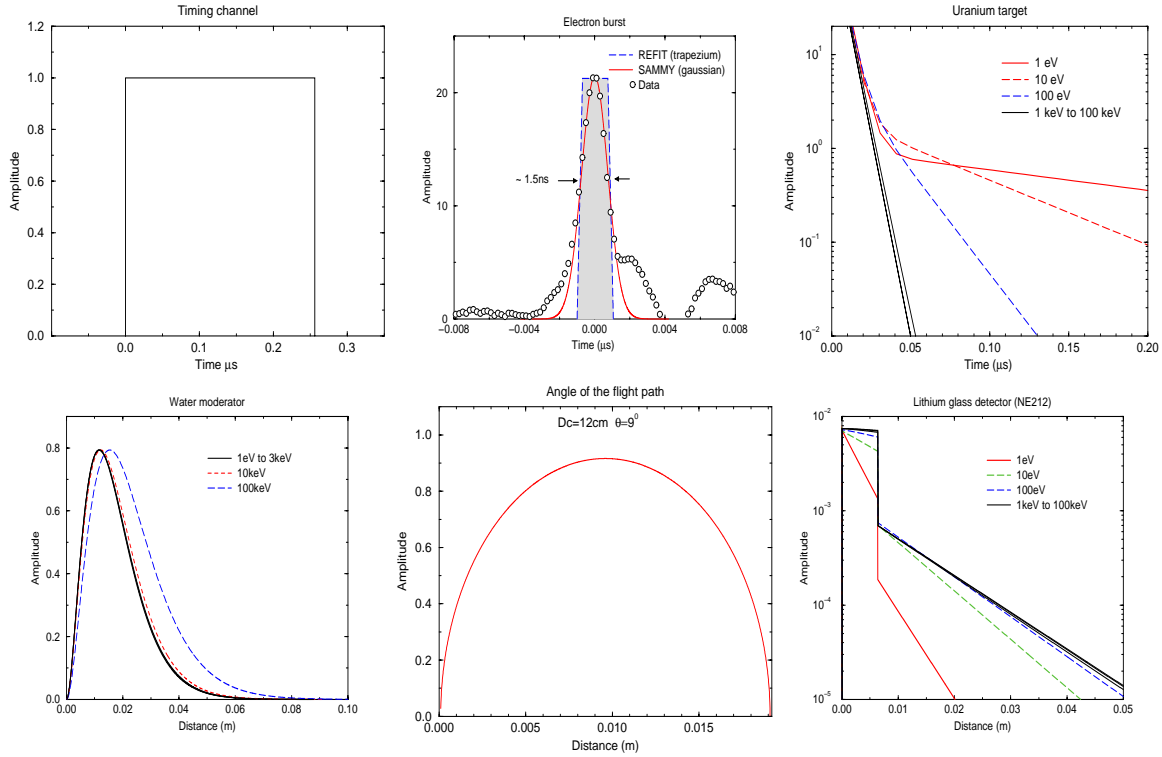 Timing channel
1.2
1.0
0.8
0.6
0.4
0.2
0.0
Amplitude
0.0 0.1 0.2 0.3
Time μs
Electron burst
REFIT (trapezium)
SAMMY (gaussian)
Data
~ 1.5ns
20
10
0
Amplitude
−0.008 −0.004 0.000 0.004 0.008
Time (μs)
Uranium target
1 eV
10 eV
100 eV
1 keV to 100 keV
10^1
10^0
10^−1
10^−2
Amplitude
0.00 0.05 0.10 0.15 0.20
Time (μs)
Water moderator
1eV to 3keV
10keV
100keV
1.0
0.8
0.6
0.4
0.2
0.0
Amplitude
0.00 0.02 0.04 0.06 0.08 0.10
Distance (m)
Angle of the flight path
Dc=12cm θ=9^0
1.0
0.8
0.6
0.4
0.2
0.0
Amplitude
0.000 0.005 0.010 0.015
Distance (m)
Lithium glass detector (NE212)
1eV
10eV
100eV
1keV to 100keV
10^−2
10^−3
10^−4
10^−5
Amplitude
0.00 0.01 0.02 0.03 0.04 0.05
Distance (m)